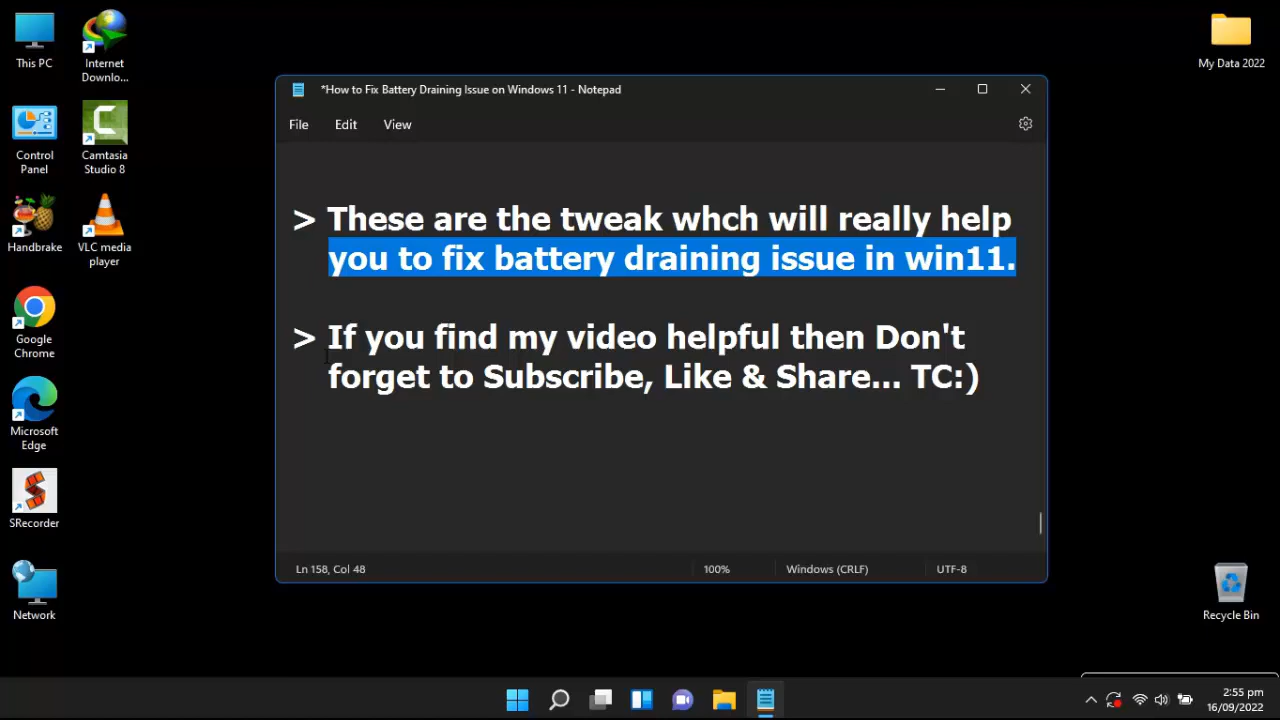 This PC
Internet
Downlo...
Control
Panel
Camtasia
Studio 8
Handbrake
VLC media
player
Google
Chrome
Microsoft
Edge
SRecorder
Network
My Data 2022
Recycle Bin
*How to Fix Battery Draining Issue on Windows 11 - Notepad
File Edit View
> These are the tweak whch will really help
you to fix battery draining issue in win11.
> If you find my video helpful then Don't
forget to Subscribe, Like & Share... TC:)
Ln 158, Col 48 100% Windows (CRLF) UTF-8
2:55 pm
16/09/2022